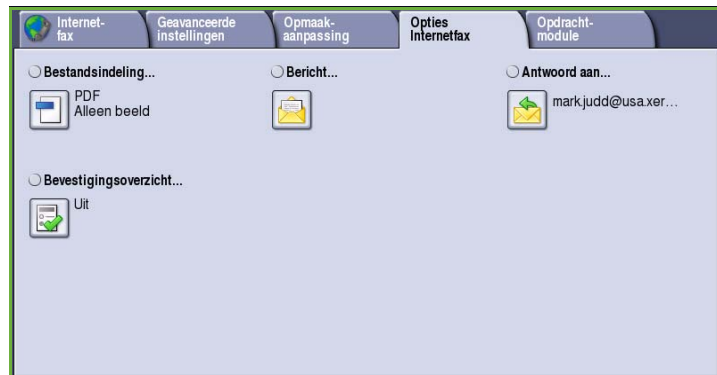 Internet-
fax
Geavanceerde
instellingen
Opmaak-
aanpassing
Opties
Internetfax
Opdracht-
module
Bestandsindeling...
Bericht...
Antwoord aan...
PDF
Alleen beeld
mark.judd@usa.xer...
Bevestigingsoverzicht...
Uit